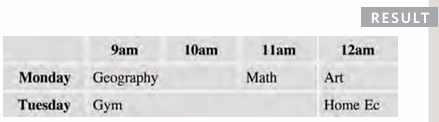 RESULT
9am 10am 11am 12am
Monday Geography Math Art
Tuesday Gym Home Ec